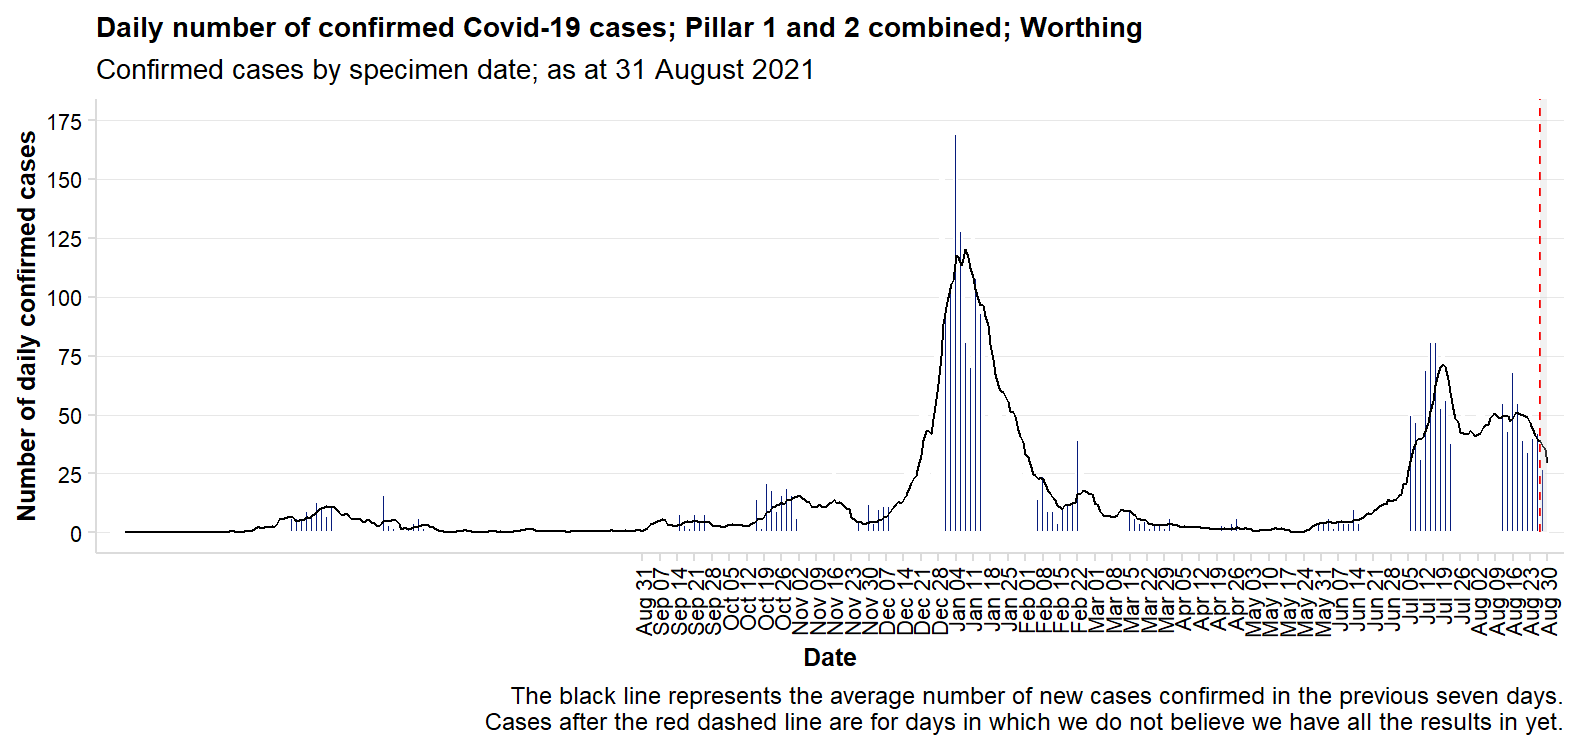 Daily number of confirmed Covid-19 cases; Pillar 1 and 2 combined; Worthing
Confirmed cases by specimen date; as at 31 August 2021
Number of daily confirmed cases
175
150
125
100
75
50
25
0
Aug 31
Sep 07
Sep 14
Sep 21
Sep 28
Oct 05
Oct 12
Oct 19
Oct 26
Nov 02
Nov 09
Nov 16
Nov 23
Nov 30
Dec 07
Dec 14
Dec 21
Dec 28
Jan 04
Jan 11
Jan 18
Jan 25
Feb 01
Feb 08
Feb 15
Feb 22
Mar 01
Mar 08
Mar 15
Mar 22
Mar 29
Apr 05
Apr 12
Apr 19
Apr 26
May 03
May 10
May 17
May 24
May 31
Jun 07
Jun 14
Jun 21
Jun 28
Jul 05
Jul 12
Jul 19
Jul 26
Aug 02
Aug 09
Aug 16
Aug 23
Aug 30
Date
The black line represents the average number of new cases confirmed in the previous seven days.
Cases after the red dashed line are for days in which we do not believe we have all the results in yet.